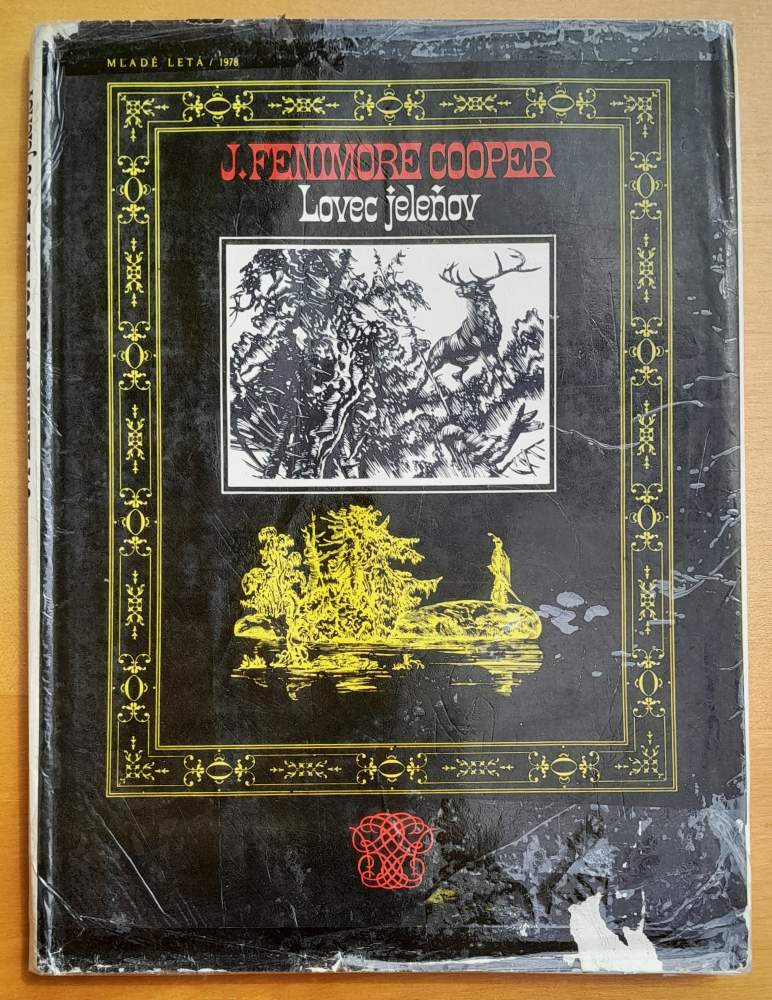 MLADÉ LETÁ / 1978
J. FENIMORE COOPER
Lovec jeleňov